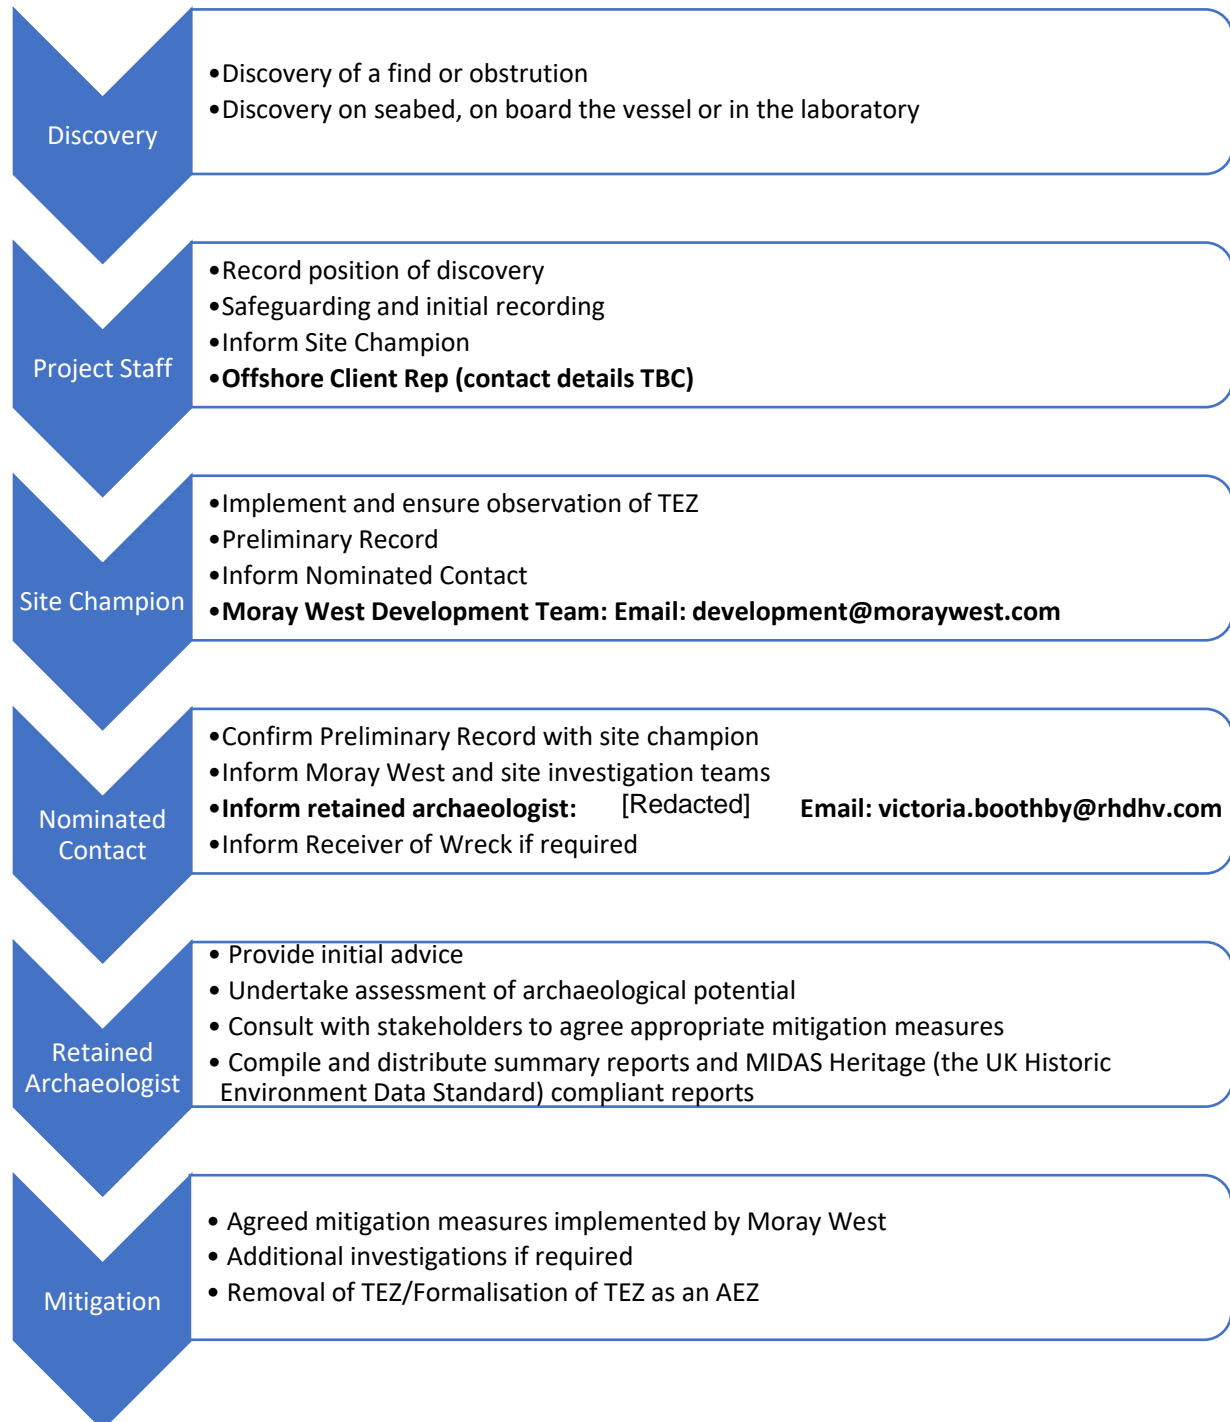 Discovery
•Discovery of a find or obstrution
•Discovery on seabed, on board the vessel or in the laboratory
Project Staff
•Record position of discovery
•Safeguarding and initial recording
•Inform Site Champion
•Offshore Client Rep (contact details TBC)
Site Champion
•Implement and ensure observation of TEZ
•Preliminary Record
•Inform Nominated Contact
•Moray West Development Team: Email: development@moraywest.com
Nominated
Contact
•Confirm Preliminary Record with site champion
•Inform Moray West and site investigation teams
•Inform retained archaeologist: [Redacted] Email: victoria.boothby@rhdhv.com
•Inform Receiver of Wreck if required
Retained
Archaeologist
• Provide initial advice
• Undertake assessment of archaeological potential
• Consult with stakeholders to agree appropriate mitigation measures
• Compile and distribute summary reports and MIDAS Heritage (the UK Historic
Environment Data Standard) compliant reports
Mitigation
• Agreed mitigation measures implemented by Moray West
• Additional investigations if required
• Removal of TEZ/Formalisation of TEZ as an AEZ